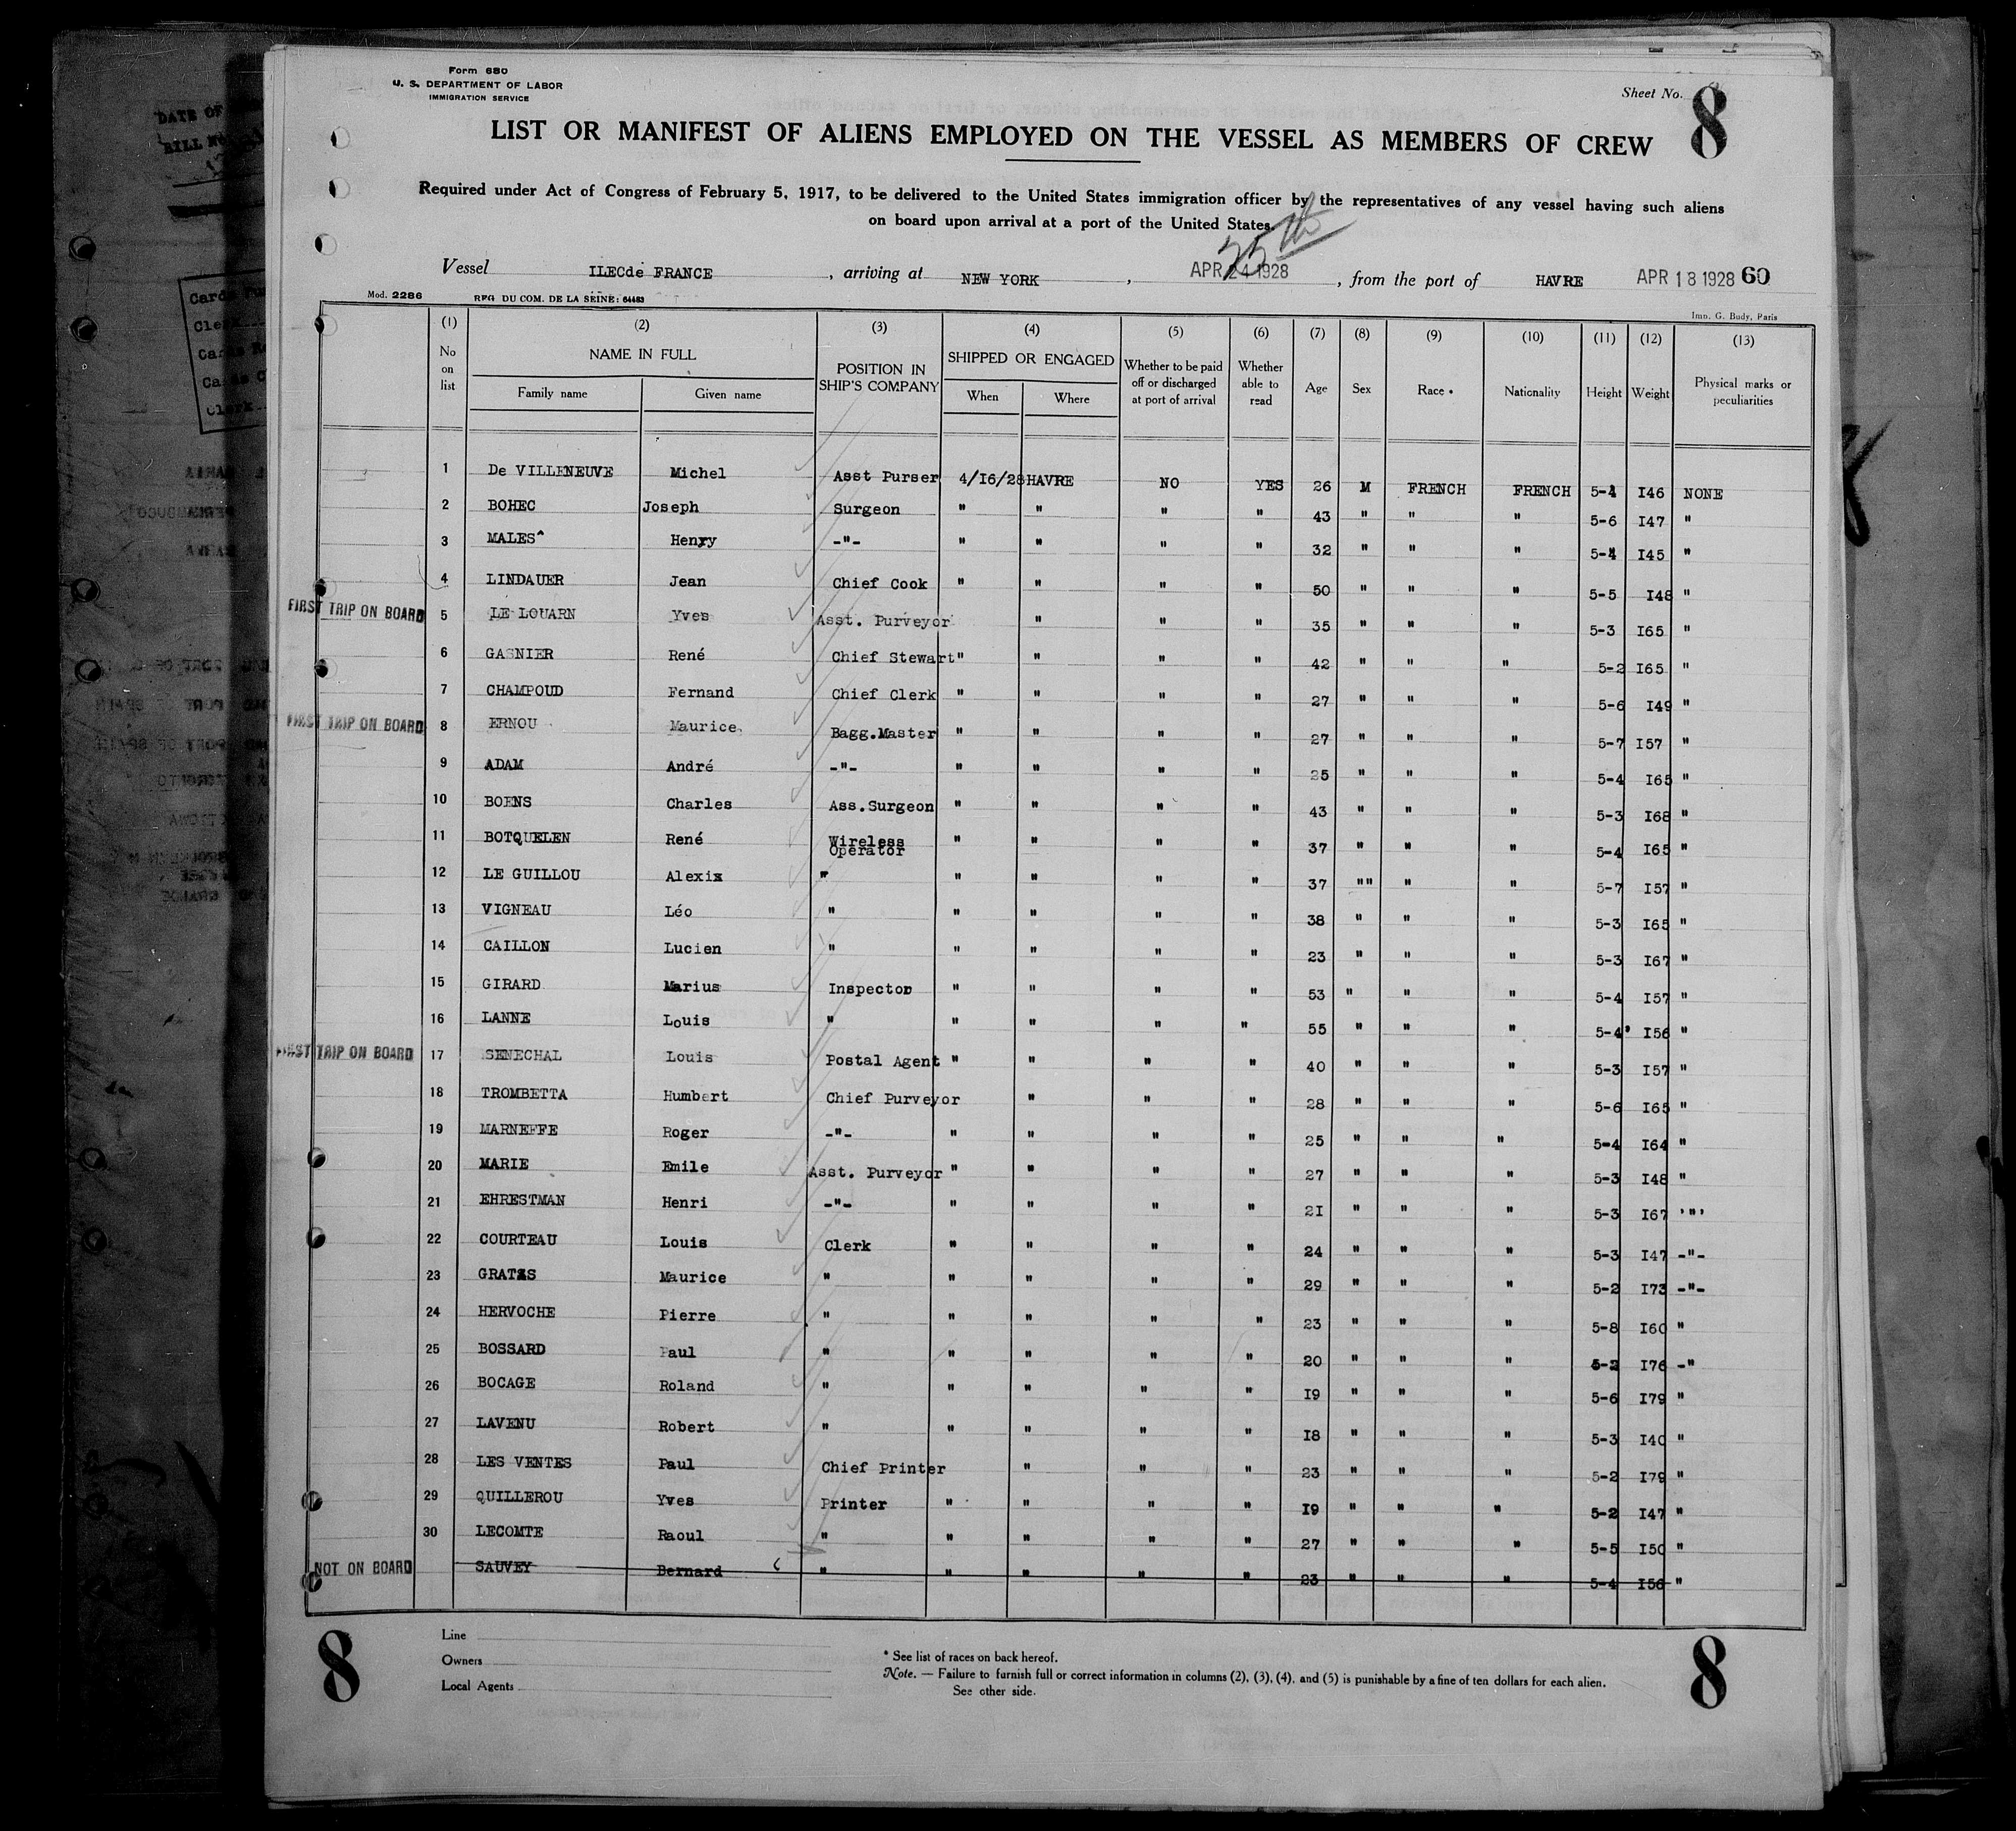 Form 680
U. S. DEPARTMENT OF LABOR
IMMIGRATION SERVICE
Sheet No. 8
LIST OR MANIFEST OF ALIENS EMPLOYED ON THE VESSEL AS MEMBERS OF CREW
Required under Act of Congress of February 5, 1917, to be delivered to the United States immigration officer by the representatives of any vessel having such aliens
on board upon arrival at a port of the United States.
25th
Vessel ILECde FRANCE, arriving at NEW YORK, APR 24 1928, from the port of HAVRE APR 18 1928 60
Mod. 2286 REG DU COM. DE LA SEINE: 64483 Imp. G. Budy, Paris
(1) (2) (3) (4) (5) (6) (7) (8) (9) (10) (11) (12) (13)
No on list NAME IN FULL Family name Given name POSITION IN SHIP'S COMPANY SHIPPED OR ENGAGED When Where Whether to be paid off or discharged at port of arrival Whether able to read Age Sex Race * Nationality Height Weight Physical marks or peculiarities
1 De VILLENEUVE Michel Asst Purser 4/I6/28 HAVRE NO YES 26 M FRENCH FRENCH 5-4 I46 NONE
2 BOHEC Joseph Surgeon " " " " 43 " " " 5-6 I47 "
3 MALES^ Henry -"- " " " " 32 " " " 5-4 I45 "
4 LINDAUER Jean Chief Cook " " " " 50 " " " 5-5 I48 "
FIRST TRIP ON BOARD 5 LE LOUARN Yves Asst. Purveyor " " " 35 " " " 5-3 I65 "
6 GASNIER René Chief Stewart " " " " 42 " " " 5-2 I65 "
7 CHAMPOUD Fernand Chief Clerk " " " " 27 " " " 5-6 I49 "
FIRST TRIP ON BOARD 8 ERNOU Maurice Bagg.Master " " " " 27 " " " 5-7 I57 "
9 ADAM André -"- " " " " 25 " " " 5-4 I65 "
10 BOENS Charles Ass.Surgeon " " " " 43 " " " 5-3 I68 "
11 BOTQUELEN René Wireless Operator " " " " 37 " " " 5-4 I65 "
12 LE GUILLOU Alexis " " " " " 37 "" " " 5-7 I57 "
13 VIGNEAU Léo " " " " " 38 " " " 5-3 I65 "
14 CAILLON Lucien " " " " " 23 " " " 5-3 I67 "
15 GIRARD Marius Inspector " " " " 53 " " " 5-4 I57 "
16 LANNE Louis " " " " " 55 " " " 5-4 I56 "
FIRST TRIP ON BOARD 17 SENECHAL Louis Postal Agent " " " " 40 " " " 5-3 I57 "
18 TROMBETTA Humbert Chief Purveyor " " " 28 " " " 5-6 I65 "
19 MARNEFFE Roger -"- " " " " 25 " " " 5-4 I64 "
20 MARIE Emile Asst. Purveyor " " " " 27 " " " 5-3 I48 "
21 EHRESTMAN Henri -"- " " " " 2I " " " 5-3 I67 '"'
22 COURTEAU Louis Clerk " " " " 24 " " " 5-3 I47 -"-
23 GRATAS Maurice " " " " " 29 " " " 5-2 I73 -"-
24 HERVOCHE Pierre " " " " " 23 " " " 5-8 I60 "
25 BOSSARD Paul " " " " " 20 " " " 5-2 I76 -"
26 BOCAGE Roland " " " " " I9 " " " 5-6 I79 "
27 LAVENU Robert " " " " " I8 " " " 5-3 I40 "
28 LES VENTES Paul Chief Printer " " " 23 " " " 5-2 I79 "
29 QUILLEROU Yves Printer " " " " I9 " " " 5-2 I47 "
30 LECOMTE Raoul " " " " " 27 " " " 5-5 I50 "
NOT ON BOARD SAUVEY Bernard " " " " " 23 " " " 5-4 I56 "
Line
Owners
Local Agents
* See list of races on back hereof.
Note. — Failure to furnish full or correct information in columns (2), (3), (4), and (5) is punishable by a fine of ten dollars for each alien.
See other side.
8 8